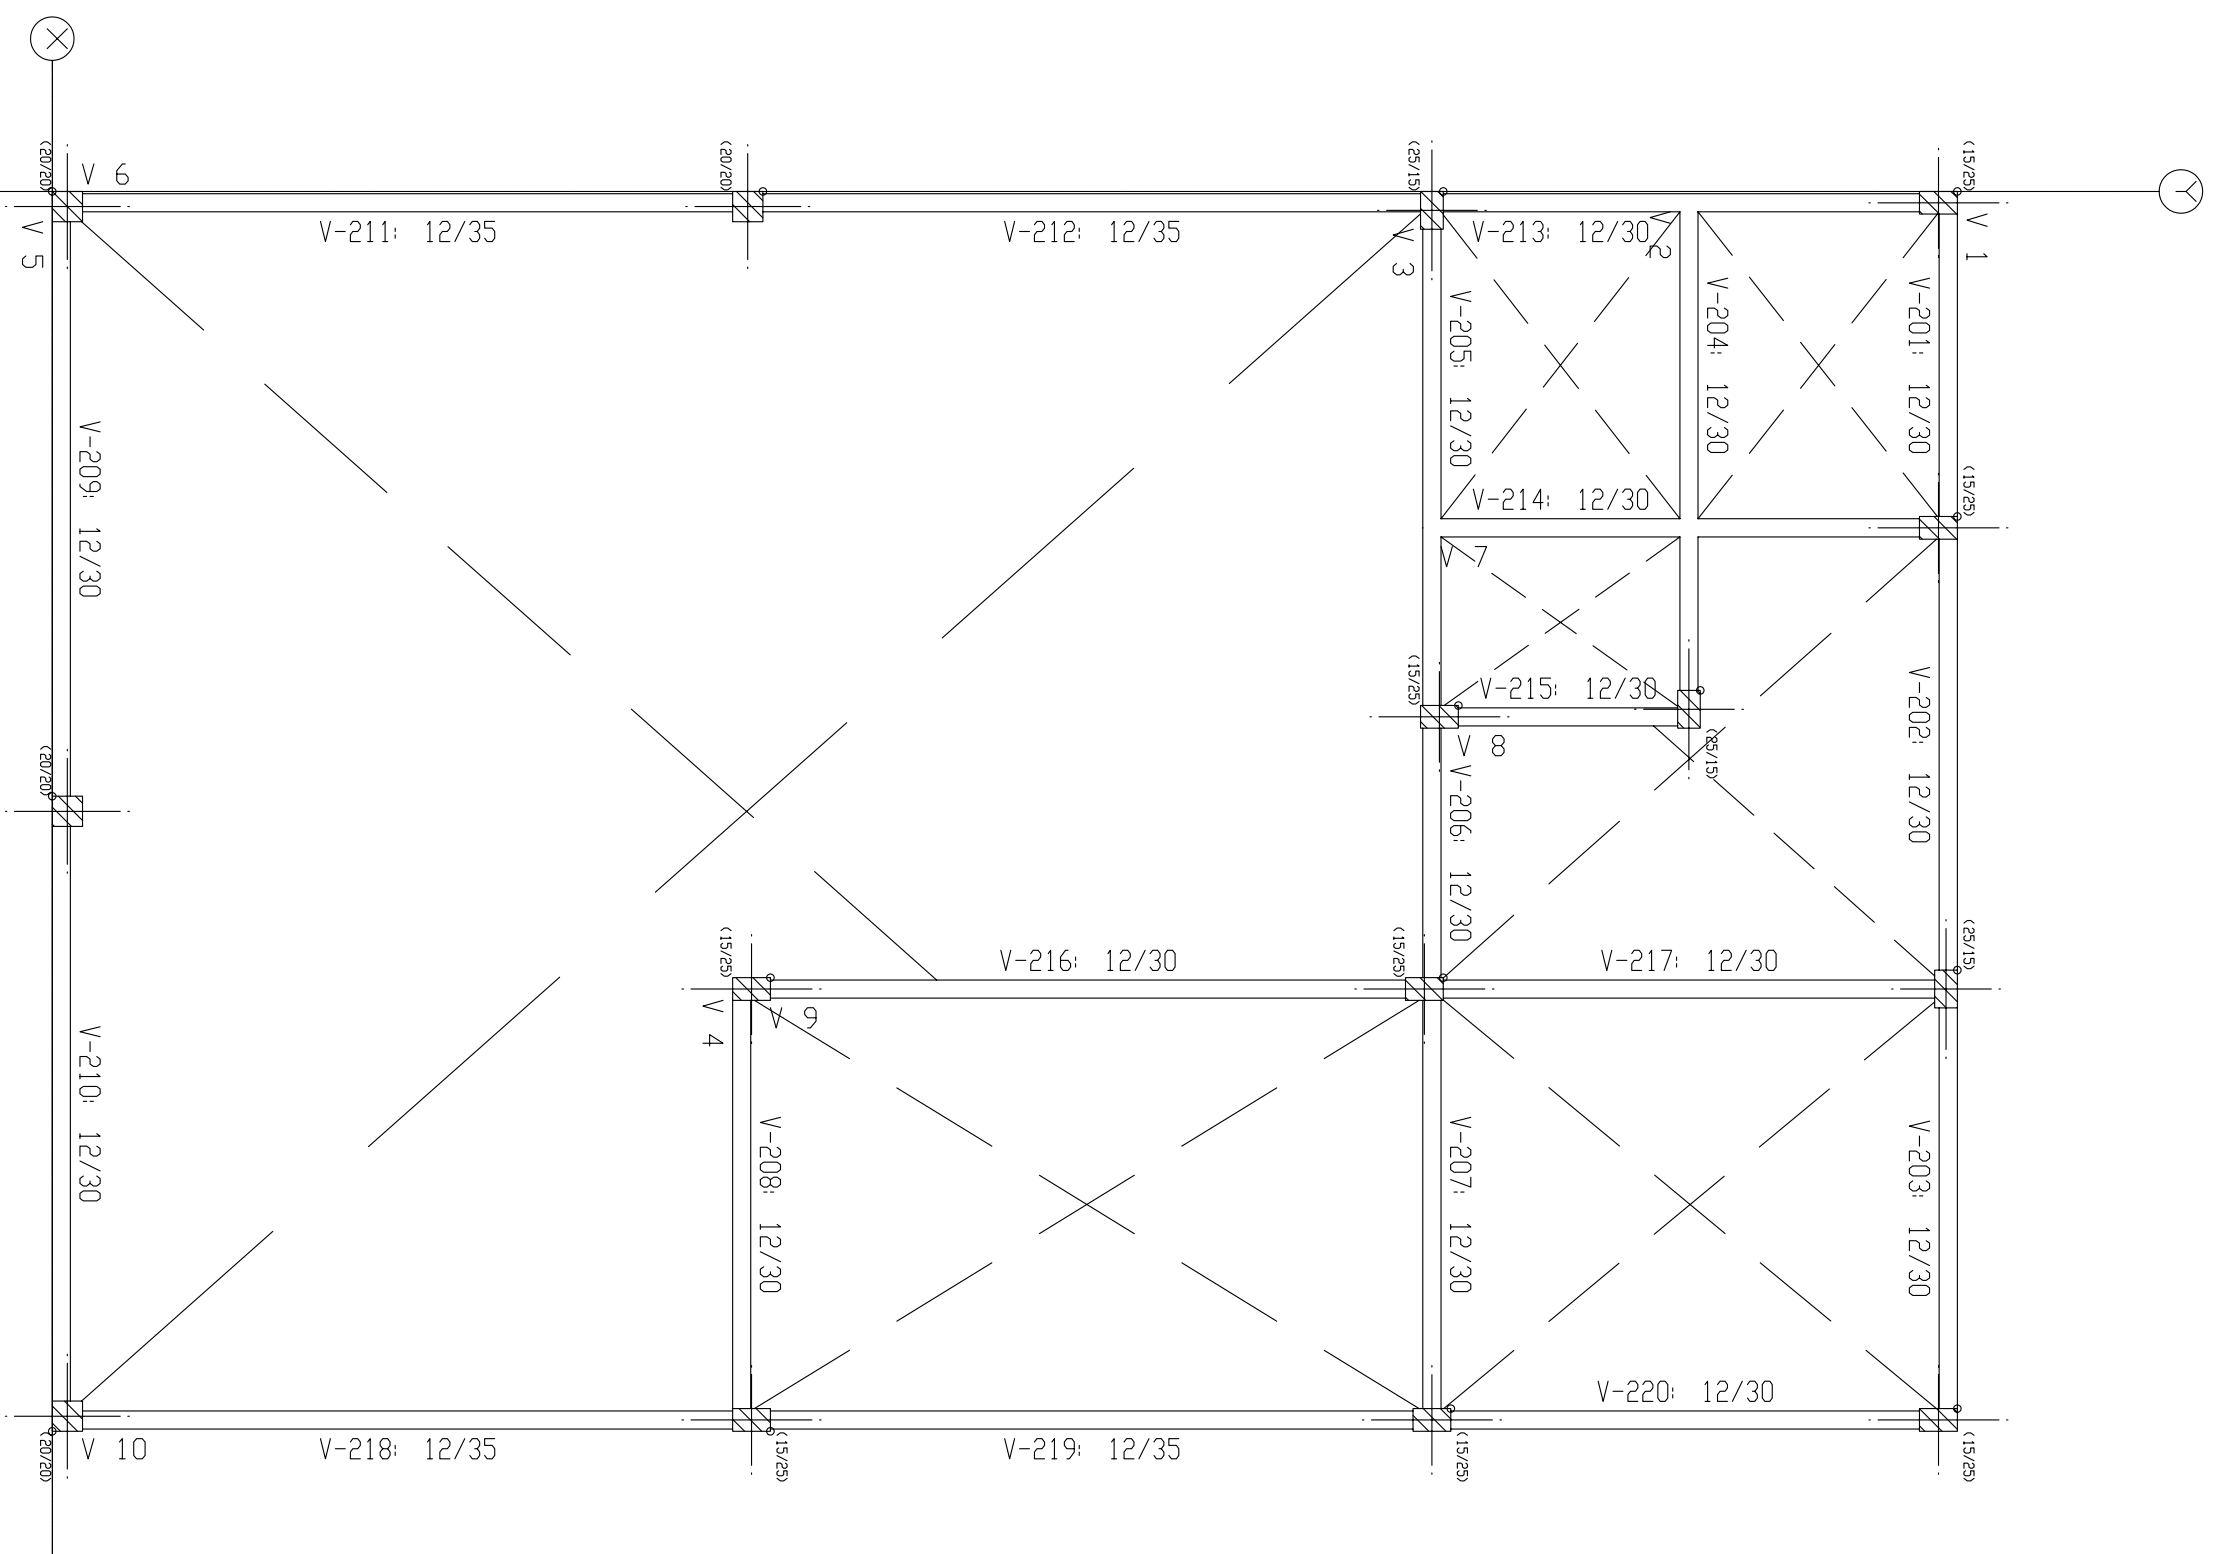 X
(20/20)
(20/20)
(25/15)
(15/25)
V 6
Y
V 5
V-211: 12/35
V-212: 12/35
V 3
V-213: 12/30
V 2
V 1
V-205: 12/30
V-204: 12/30
V-201: 12/30
V-209: 12/30
V-214: 12/30
(15/25)
V 7
(15/25)
V-215: 12/30
V-202: 12/30
(20/20)
V 8
(25/15)
V-206: 12/30
(15/25)
V-216: 12/30
(15/25)
V-217: 12/30
(25/15)
V 4
V 9
V-210: 12/30
V-208: 12/30
V-207: 12/30
V-203: 12/30
V-220: 12/30
(20/20)
V 10
V-218: 12/35
(15/25)
V-219: 12/35
(15/25)
(15/25)